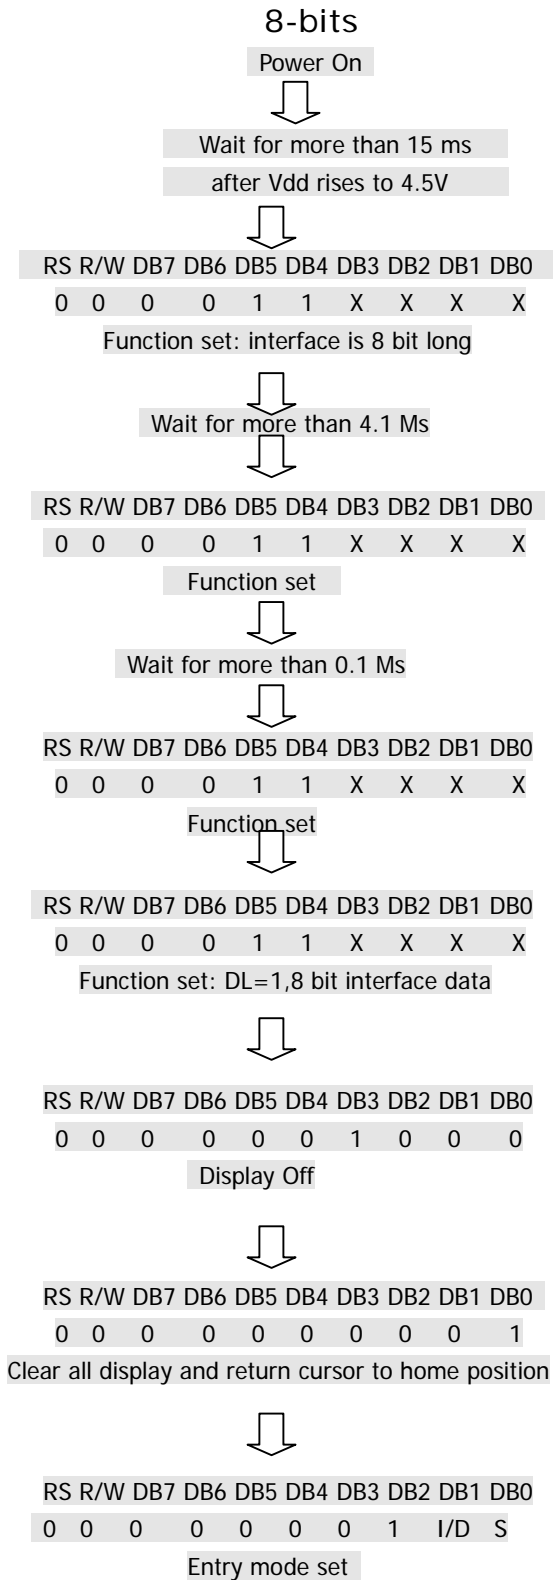 8-bits
Power On
Wait for more than 15 ms
after Vdd rises to 4.5V
RS R/W DB7 DB6 DB5 DB4 DB3 DB2 DB1 DB0
0 0 0 0 1 1 X X X X
Function set: interface is 8 bit long
Wait for more than 4.1 Ms
RS R/W DB7 DB6 DB5 DB4 DB3 DB2 DB1 DB0
0 0 0 0 1 1 X X X X
Function set
Wait for more than 0.1 Ms
RS R/W DB7 DB6 DB5 DB4 DB3 DB2 DB1 DB0
0 0 0 0 1 1 X X X X
Function set
RS R/W DB7 DB6 DB5 DB4 DB3 DB2 DB1 DB0
0 0 0 0 1 1 X X X X
Function set: DL=1,8 bit interface data
RS R/W DB7 DB6 DB5 DB4 DB3 DB2 DB1 DB0
0 0 0 0 0 0 1 0 0 0
Display Off
RS R/W DB7 DB6 DB5 DB4 DB3 DB2 DB1 DB0
0 0 0 0 0 0 0 0 0 1
Clear all display and return cursor to home position
RS R/W DB7 DB6 DB5 DB4 DB3 DB2 DB1 DB0
0 0 0 0 0 0 0 1 I/D S
Entry mode set